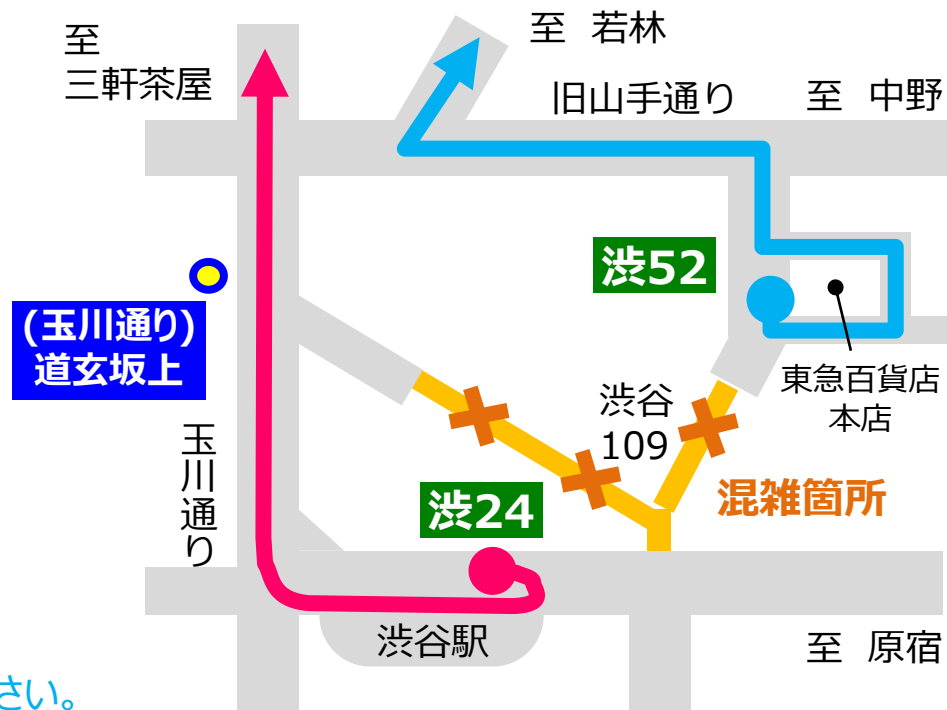 至
三軒茶屋
至 若林
旧山手通り
至 中野
渋52
(玉川通り)
道玄坂上
東急百貨店
本店
渋谷
109
玉川通り
渋24
混雑箇所
渋谷駅
至 原宿
さい。